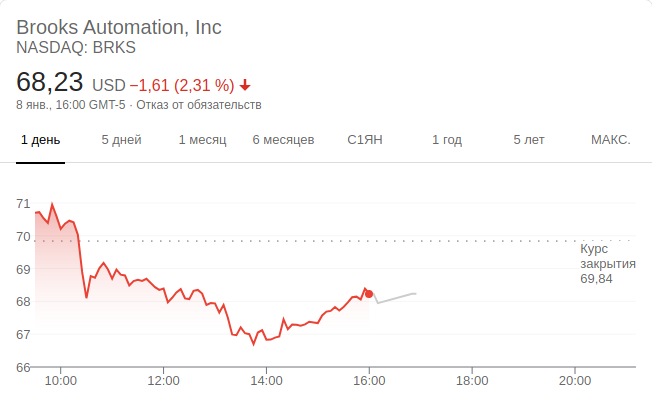 Brooks Automation, Inc
NASDAQ: BRKS
68,23 USD −1,61 (2,31 %)
8 янв., 16:00 GMT-5 · Отказ от обязательств
1 день 5 дней 1 месяц 6 месяцев С1ЯН 1 год 5 лет МАКС.
71
70
Курс
закрытия
69,84
69
68
67
66
10:00 12:00 14:00 16:00 18:00 20:00